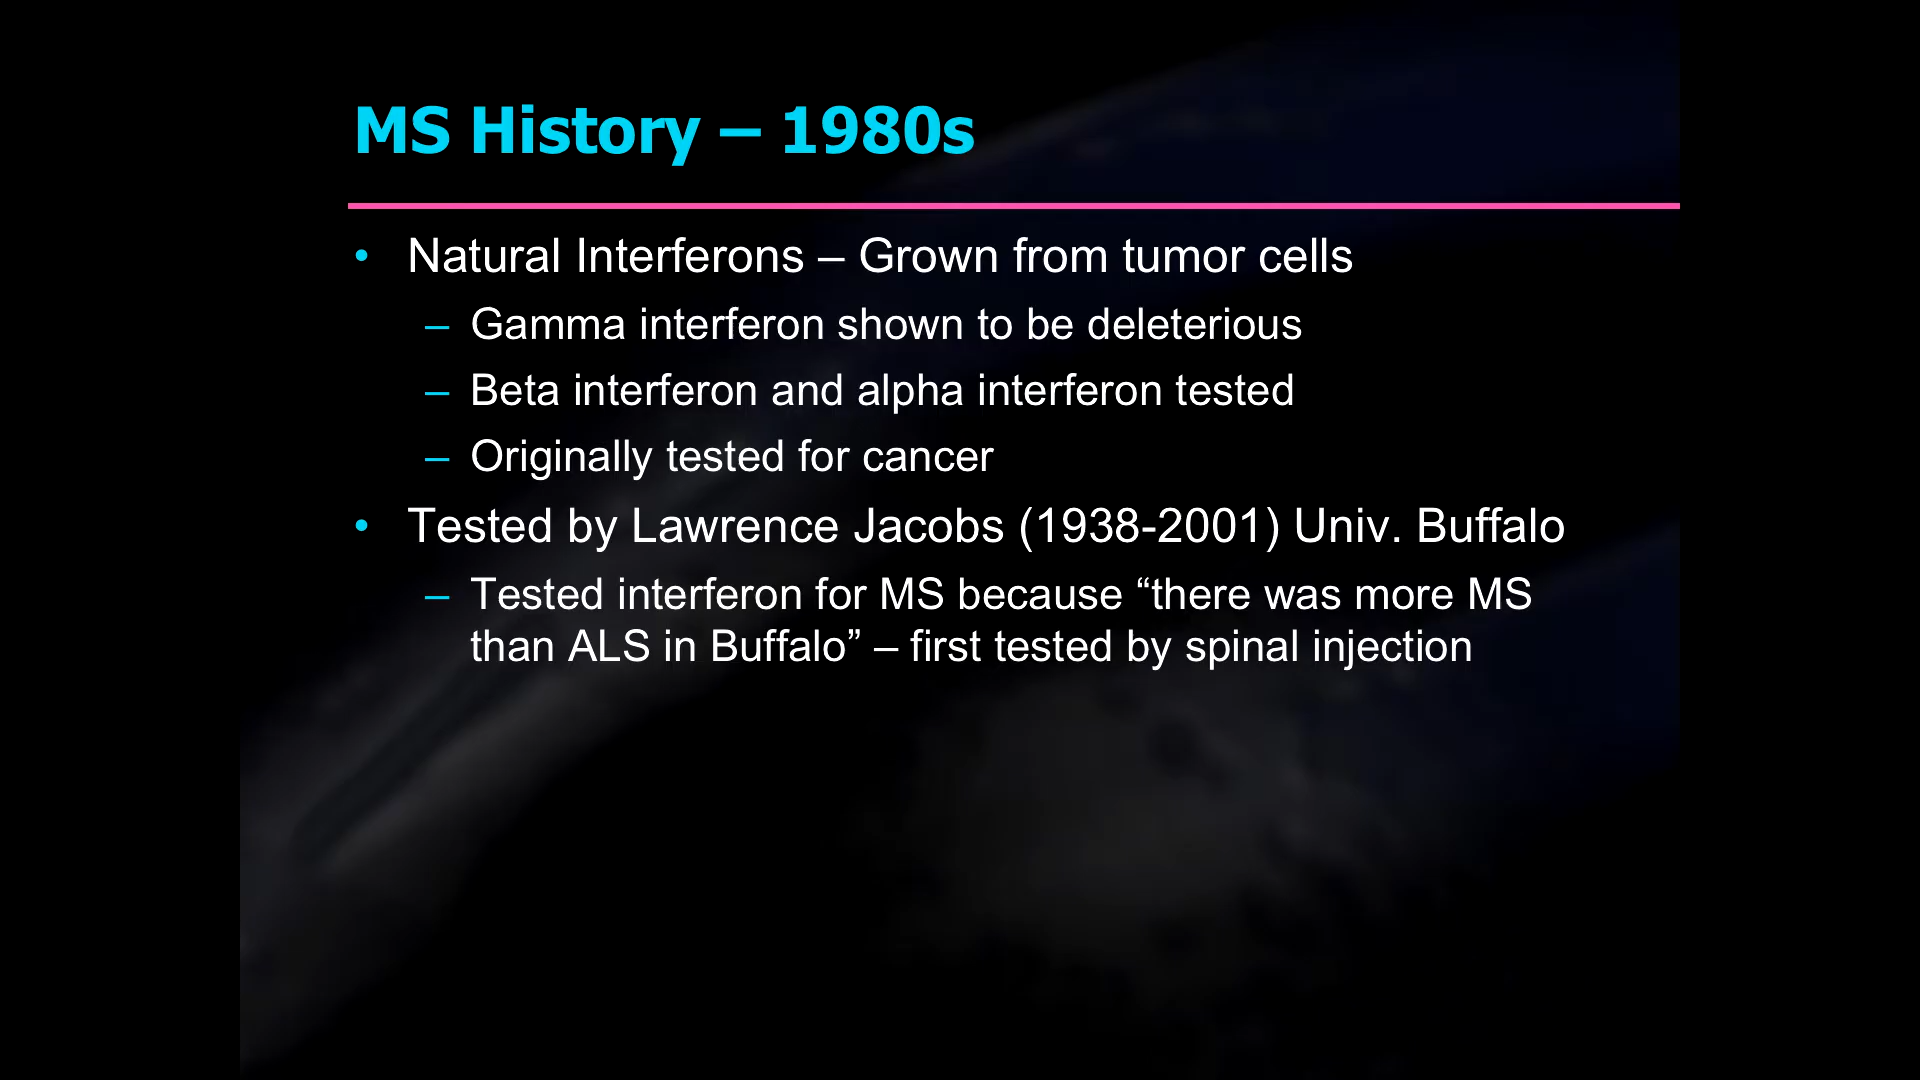 MS History – 1980s
• Natural Interferons – Grown from tumor cells
– Gamma interferon shown to be deleterious
– Beta interferon and alpha interferon tested
– Originally tested for cancer
• Tested by Lawrence Jacobs (1938-2001) Univ. Buffalo
– Tested interferon for MS because “there was more MS
than ALS in Buffalo” – first tested by spinal injection